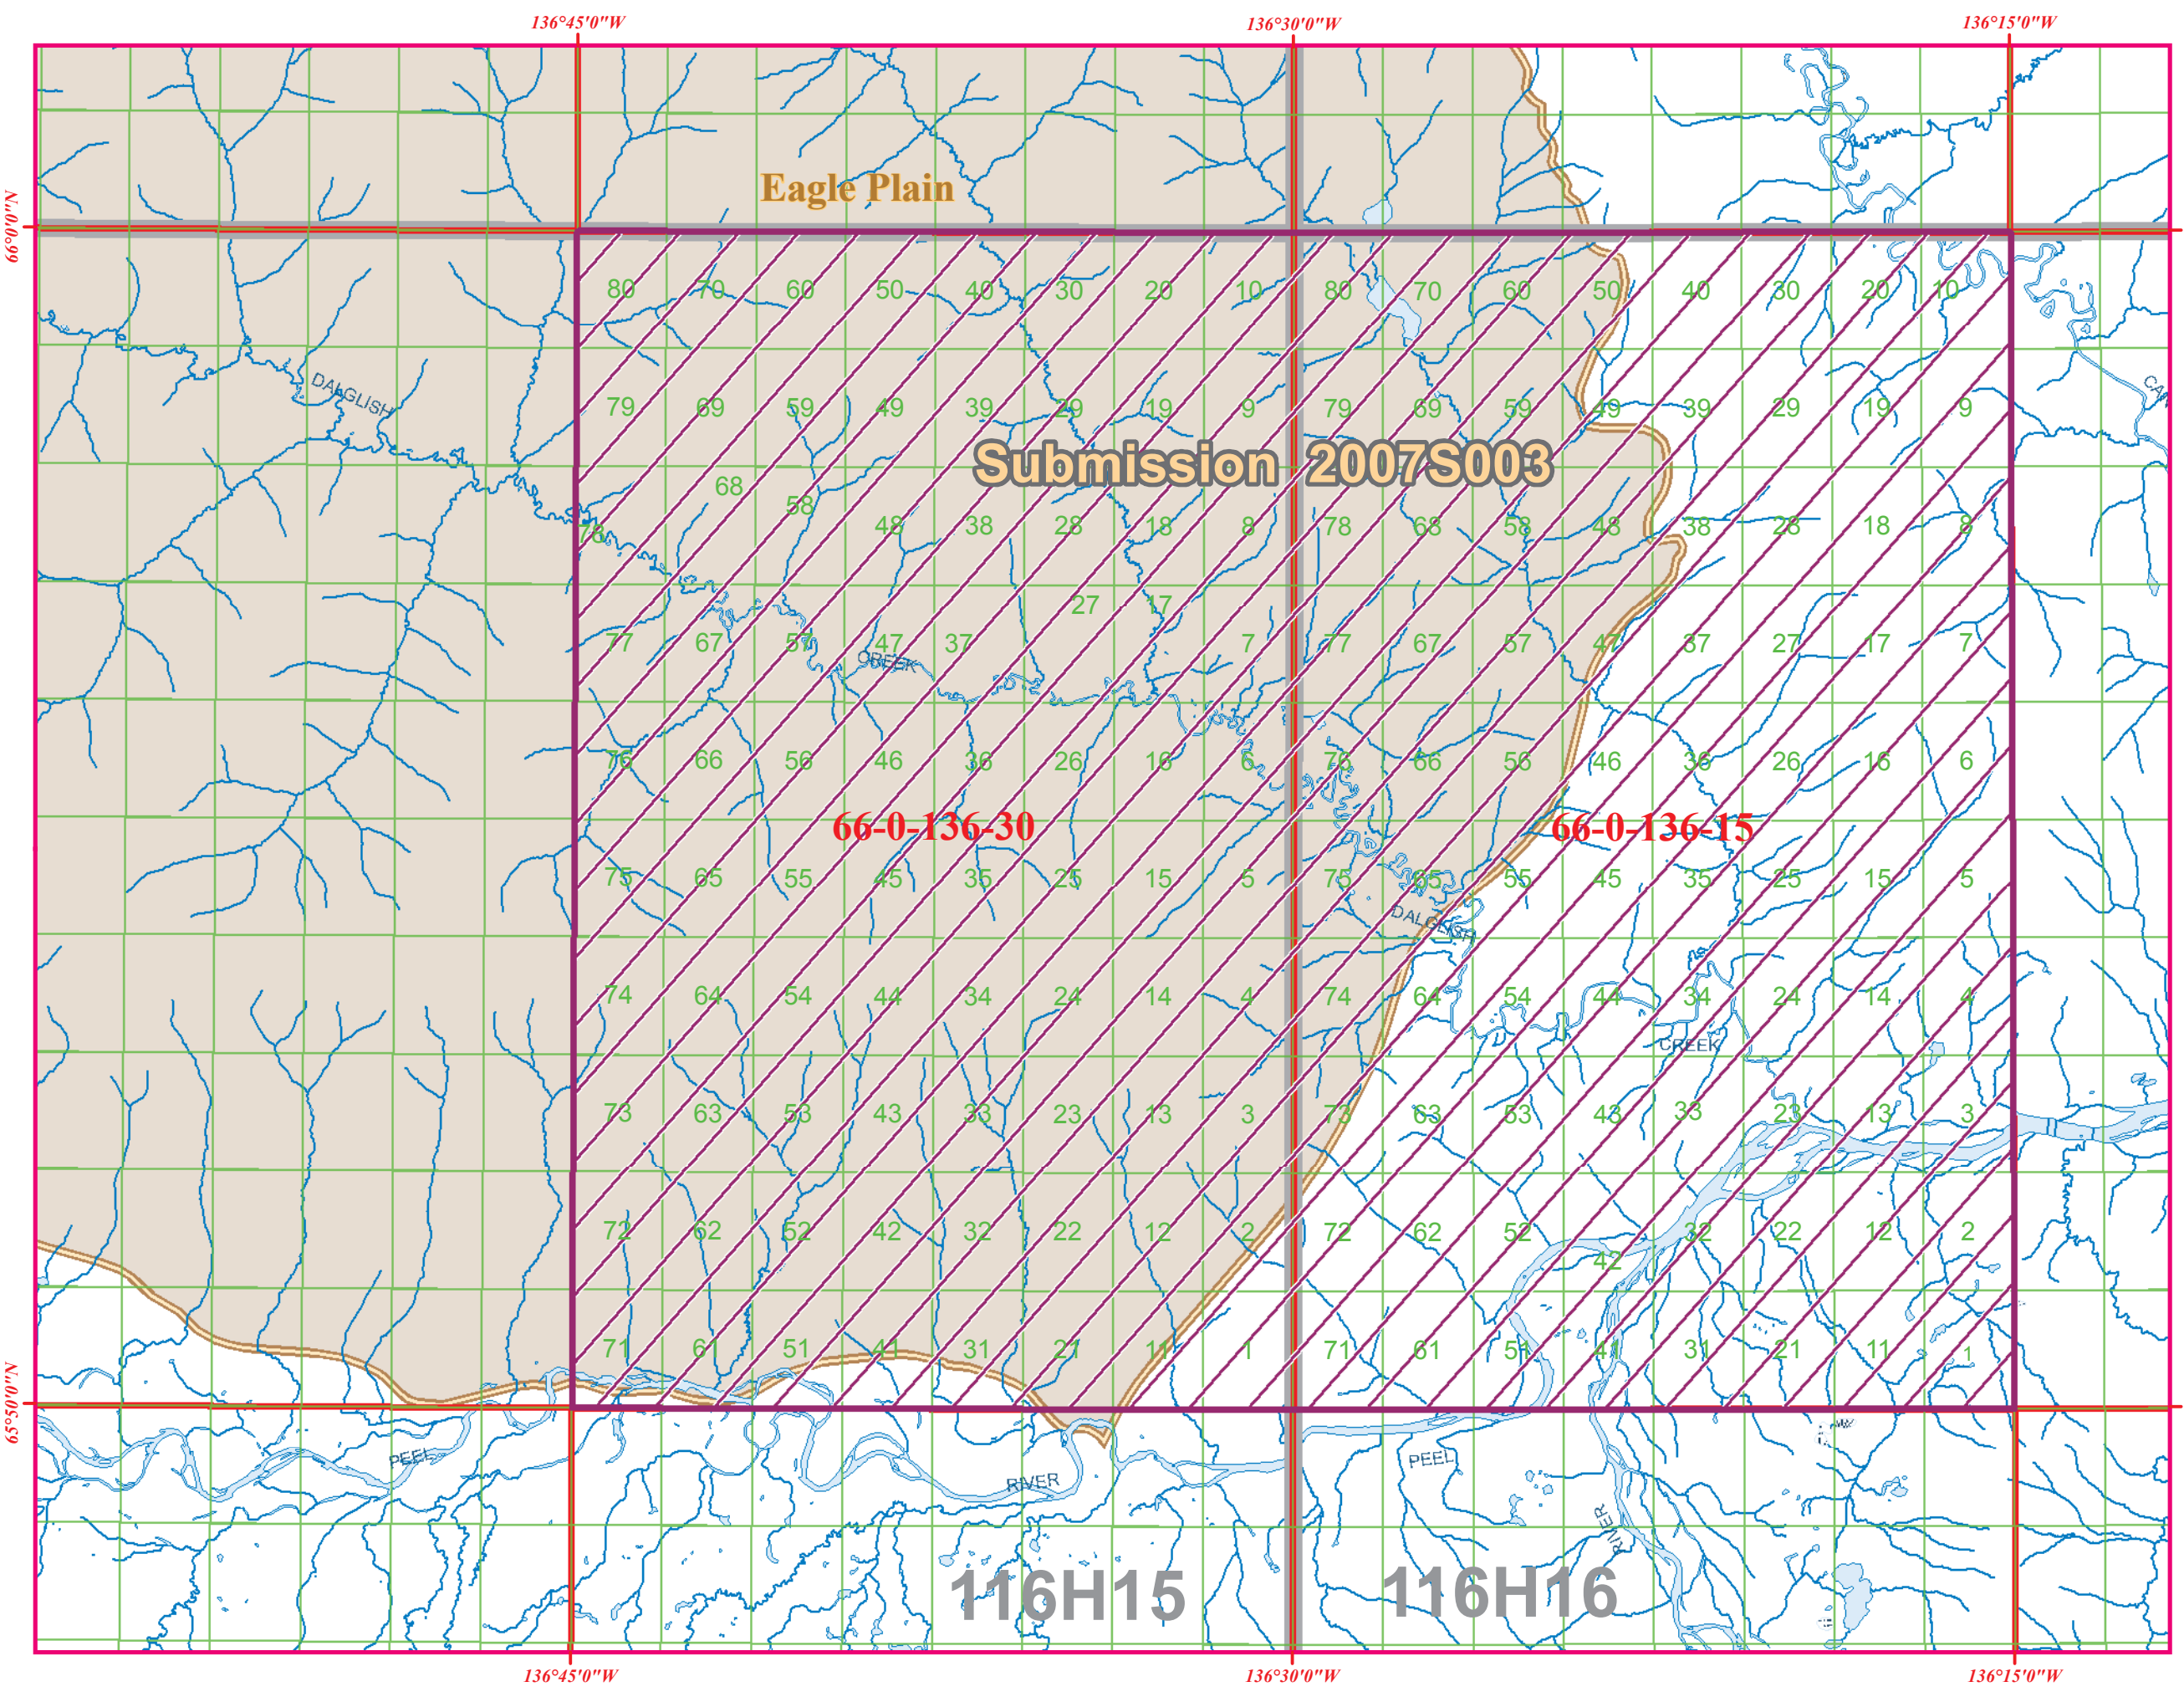 136°45'0"W 136°30'0"W 136°15'0"W
Eagle Plain
66°0'0"N
80 70 60 50 40 30 20 10 80 70 60 50 40 30 20 10
DALGLISH
79 69 59 49 39 29 19 9 79 69 59 49 39 29 19 9
Submission 2007S003
68
58
78 48 38 28 18 8 78 68 58 48 38 28 18 8
27 17
77 67 57 47 37 7 77 67 57 47 37 27 17 7
CREEK
76 66 56 46 36 26 16 6 76 66 56 46 36 26 16 6
66-0-136-30 66-0-136-15
75 65 55 45 35 25 15 5 75 65 55 45 35 25 15 5
DALGLISH
74 64 54 44 34 24 14 4 74 64 54 44 34 24 14 4
CREEK
73 63 53 43 33 23 13 3 73 63 53 43 33 23 13 3
72 62 52 42 32 22 12 2 72 62 52 32 22 12 2
42
71 61 51 41 31 21 11 1 71 61 51 41 31 21 11 1
65°50'0"N
PEEL RIVER PEEL
RIVER
116H15 116H16
136°45'0"W 136°30'0"W 136°15'0"W